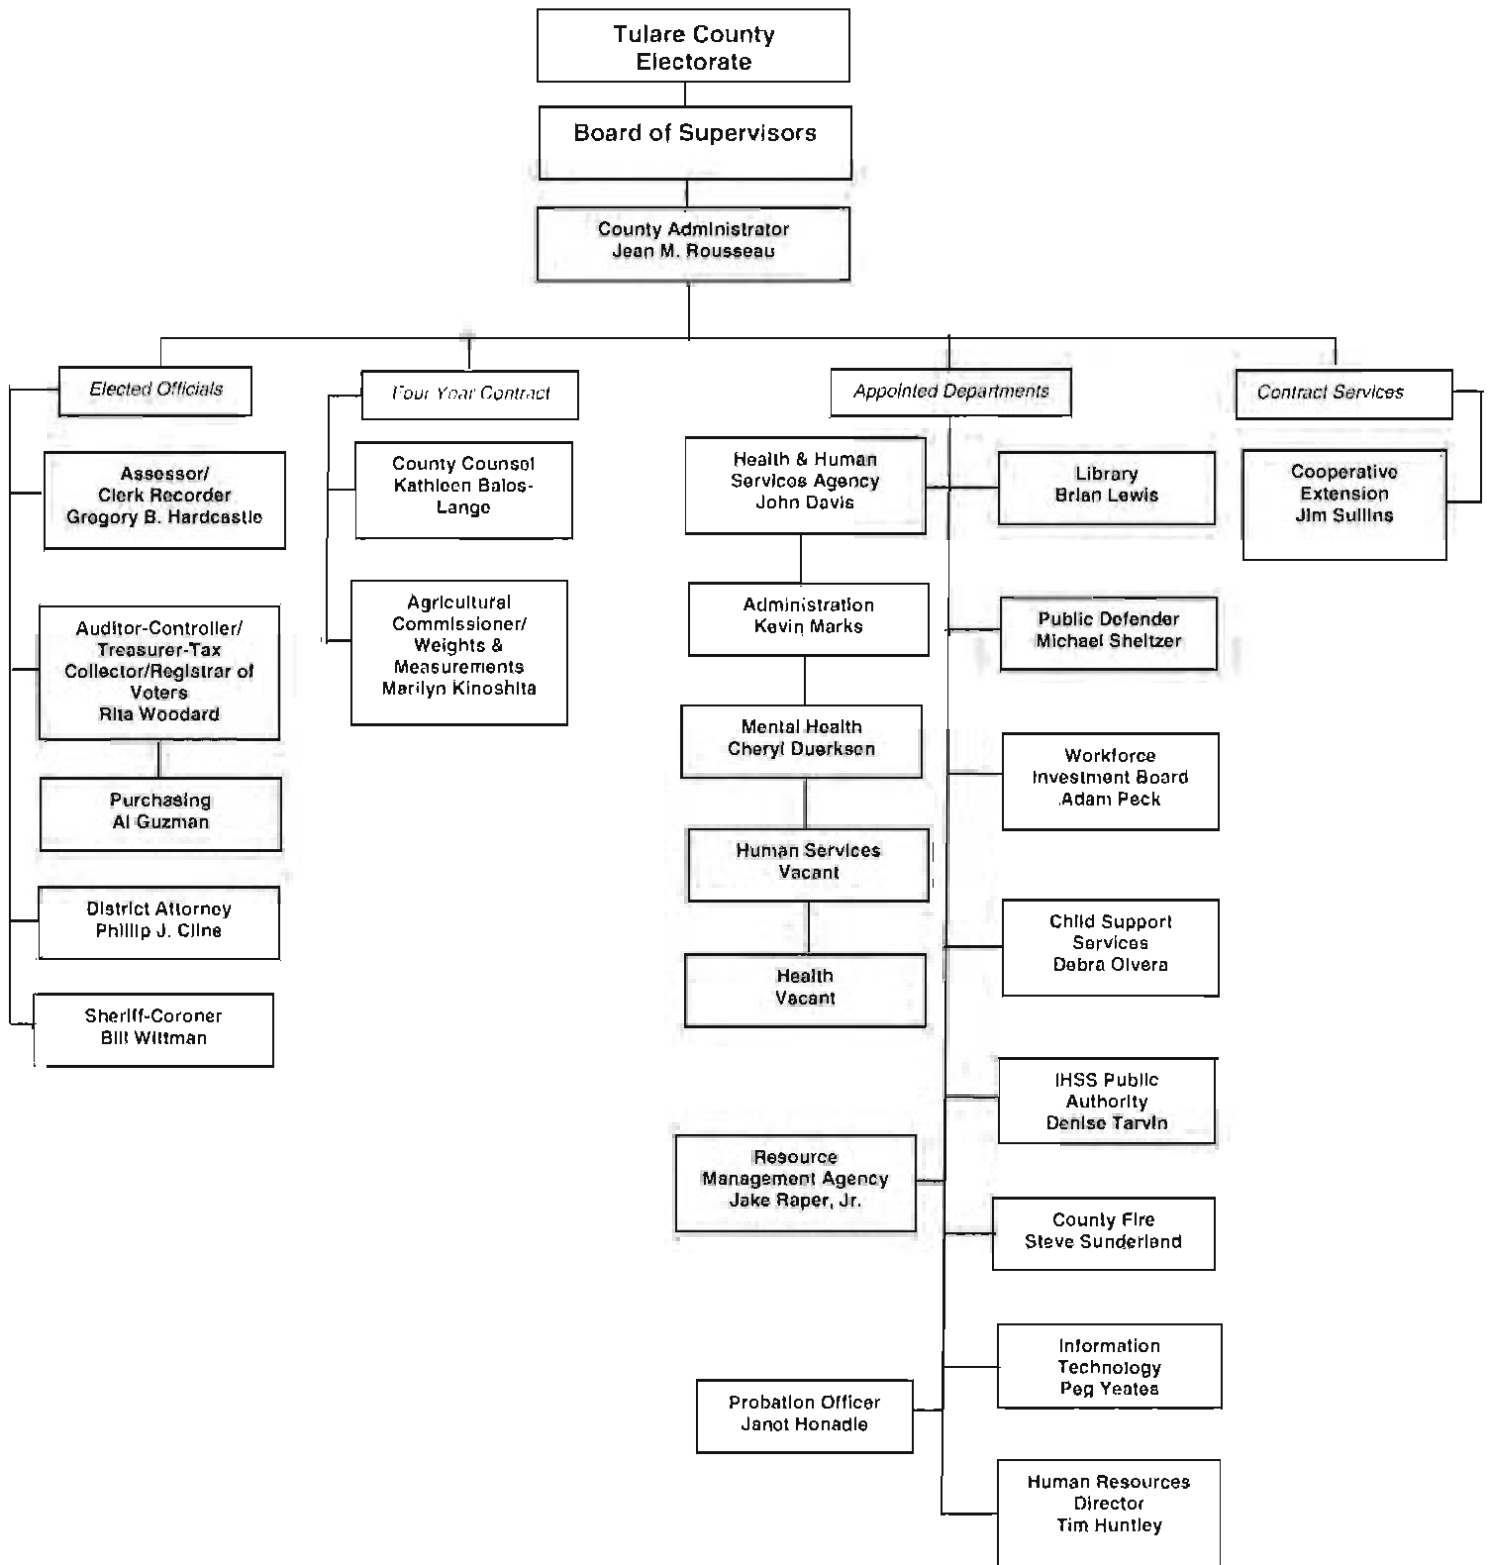 Tulare County
Electorate
Board of Supervisors
County Administrator
Jean M. Rousseau
Elected Officials
Four Year Contract
Appointed Departments
Contract Services
Assessor/
Clerk Recorder
Gregory B. Hardcastle
Auditor-Controller/
Treasurer-Tax
Collector/Registrar of
Voters
Rita Woodard
Purchasing
Al Guzman
District Attorney
Phillip J. Cline
Sheriff-Coroner
Bill Wittman
County Counsel
Kathleen Bales-
Lange
Agricultural
Commissioner/
Weights &
Measurements
Marilyn Kinoshita
Health & Human
Services Agency
John Davis
Administration
Kevin Marks
Mental Health
Cheryl Duerksen
Human Services
Vacant
Health
Vacant
Resource
Management Agency
Jake Raper, Jr.
Probation Officer
Janet Honadle
Library
Brian Lewis
Public Defender
Michael Sheltzer
Workforce
Investment Board
Adam Peck
Child Support
Services
Debra Olvera
IHSS Public
Authority
Denise Tarvin
County Fire
Steve Sunderland
Information
Technology
Peg Yeates
Human Resources
Director
Tim Huntley
Cooperative
Extension
Jim Sullins